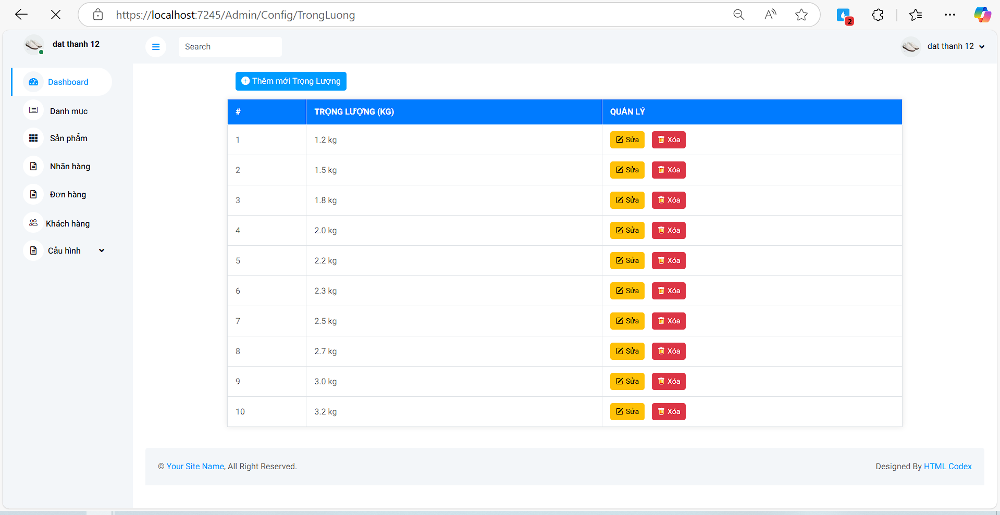 https://localhost:7245/Admin/Config/TrongLuong
2
dat thanh 12
Search
dat thanh 12
Dashboard
Danh mục
Sản phẩm
Nhãn hàng
Đơn hàng
Khách hàng
Cấu hình
Thêm mới Trọng Lượng
# TRỌNG LƯỢNG (KG) QUẢN LÝ
1 1.2 kg Sửa Xóa
2 1.5 kg Sửa Xóa
3 1.8 kg Sửa Xóa
4 2.0 kg Sửa Xóa
5 2.2 kg Sửa Xóa
6 2.3 kg Sửa Xóa
7 2.5 kg Sửa Xóa
8 2.7 kg Sửa Xóa
9 3.0 kg Sửa Xóa
10 3.2 kg Sửa Xóa
© Your Site Name, All Right Reserved.
Designed By HTML Codex